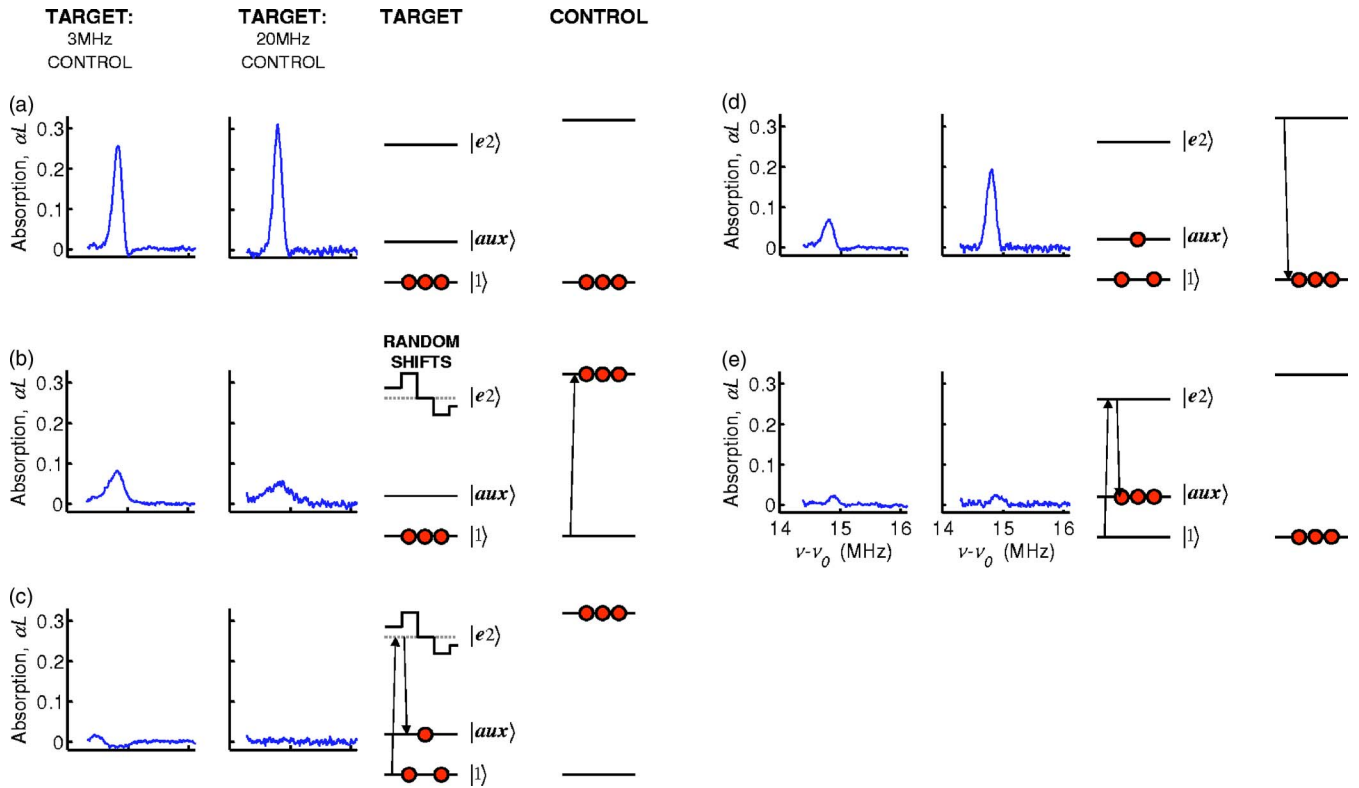 TARGET:
3MHz
CONTROL
TARGET:
20MHz
CONTROL
TARGET
CONTROL
(a)
Absorption, αL
0.3
0.2
0.1
0
|e2⟩
|aux⟩
|1⟩
(b)
Absorption, αL
0.3
0.2
0.1
0
RANDOM
SHIFTS
|e2⟩
|aux⟩
|1⟩
(c)
Absorption, αL
0.3
0.2
0.1
0
|e2⟩
|aux⟩
|1⟩
(d)
Absorption, αL
0.3
0.2
0.1
0
|e2⟩
|aux⟩
|1⟩
(e)
Absorption, αL
0.3
0.2
0.1
0
14 15 16
ν-ν0 (MHz)
14 15 16
ν-ν0 (MHz)
|e2⟩
|aux⟩
|1⟩